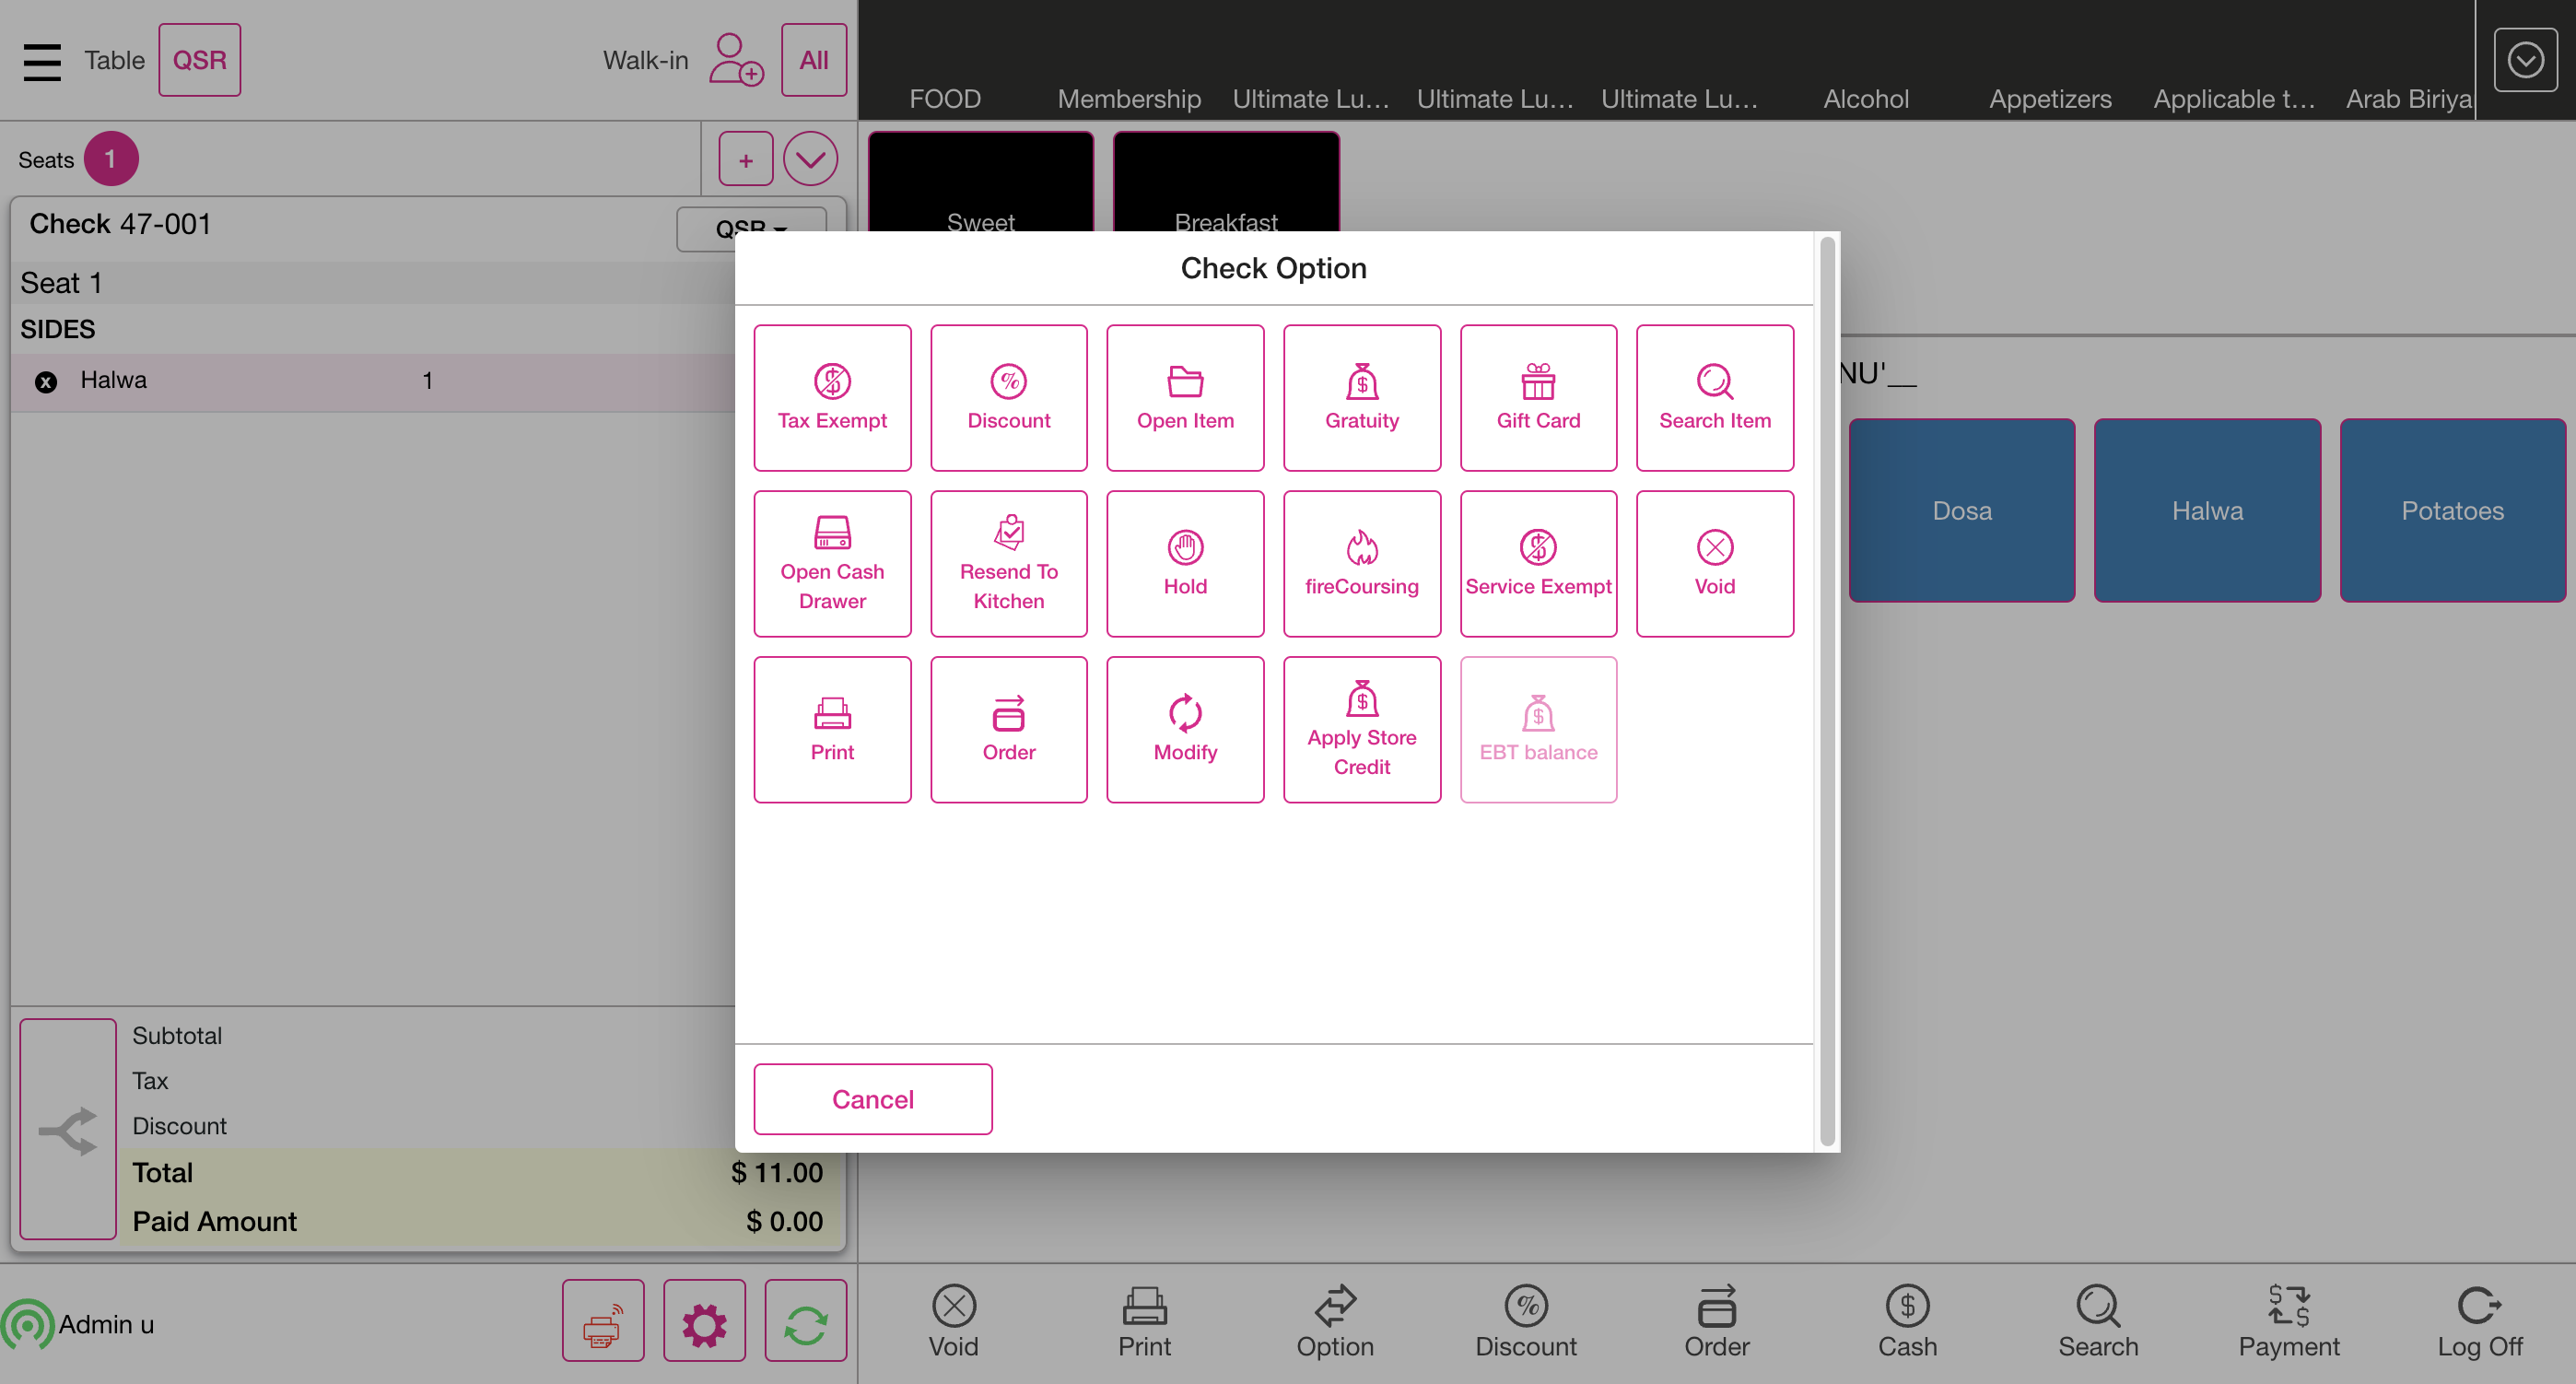 Table
QSR
Walk-in
All
FOOD
Membership
Ultimate Lu...
Ultimate Lu...
Ultimate Lu...
Alcohol
Appetizers
Applicable t...
Arab Biriya
Seats
1
+
Check 47-001
QSR
Sweet
Breakfast
Seat 1
SIDES
Halwa
1
Check Option
Tax Exempt
Discount
Open Item
Gratuity
Gift Card
Search Item
Open Cash
Drawer
Resend To
Kitchen
Hold
fireCoursing
Service Exempt
Void
Print
Order
Modify
Apply Store
Credit
EBT balance
Cancel
NU'__
Dosa
Halwa
Potatoes
Subtotal
Tax
Discount
Total
$ 11.00
Paid Amount
$ 0.00
Admin u
Void
Print
Option
Discount
Order
Cash
Search
Payment
Log Off